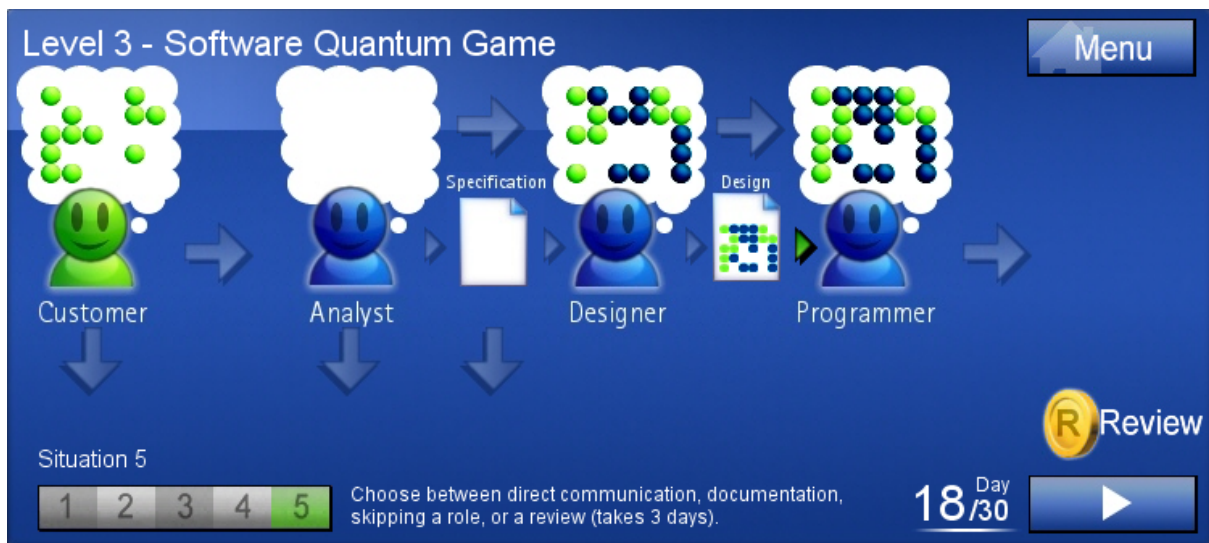 Level 3 - Software Quantum Game
Menu
Specification
Design
Customer
Analyst
Designer
Programmer
R Review
Situation 5
1 2 3 4 5
Choose between direct communication, documentation,
skipping a role, or a review (takes 3 days).
Day
18/30